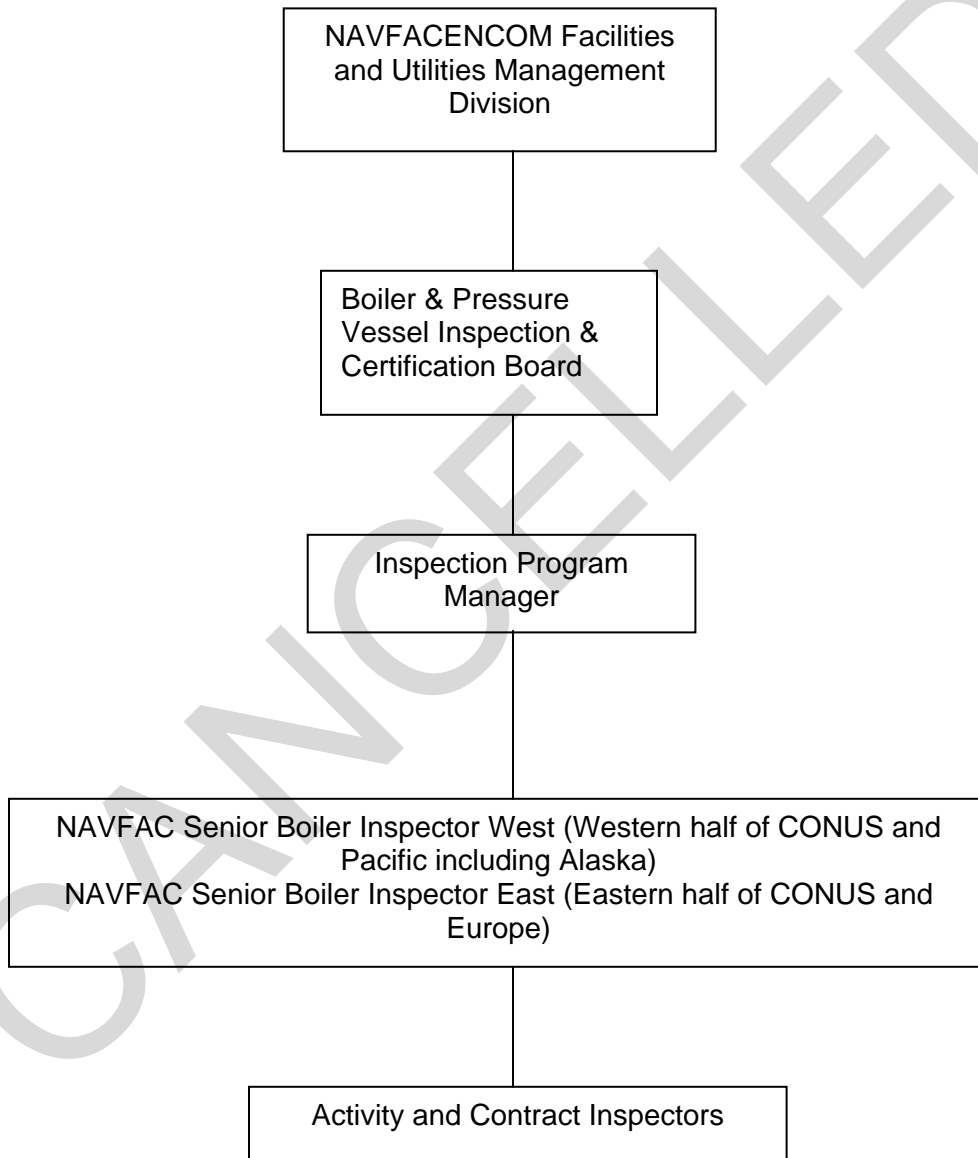 NAVFACENCOM Facilities
and Utilities Management
Division
Boiler & Pressure
Vessel Inspection &
Certification Board
Inspection Program
Manager
NAVFAC Senior Boiler Inspector West (Western half of CONUS and
Pacific including Alaska)
NAVFAC Senior Boiler Inspector East (Eastern half of CONUS and
Europe)
Activity and Contract Inspectors
CANCELLED